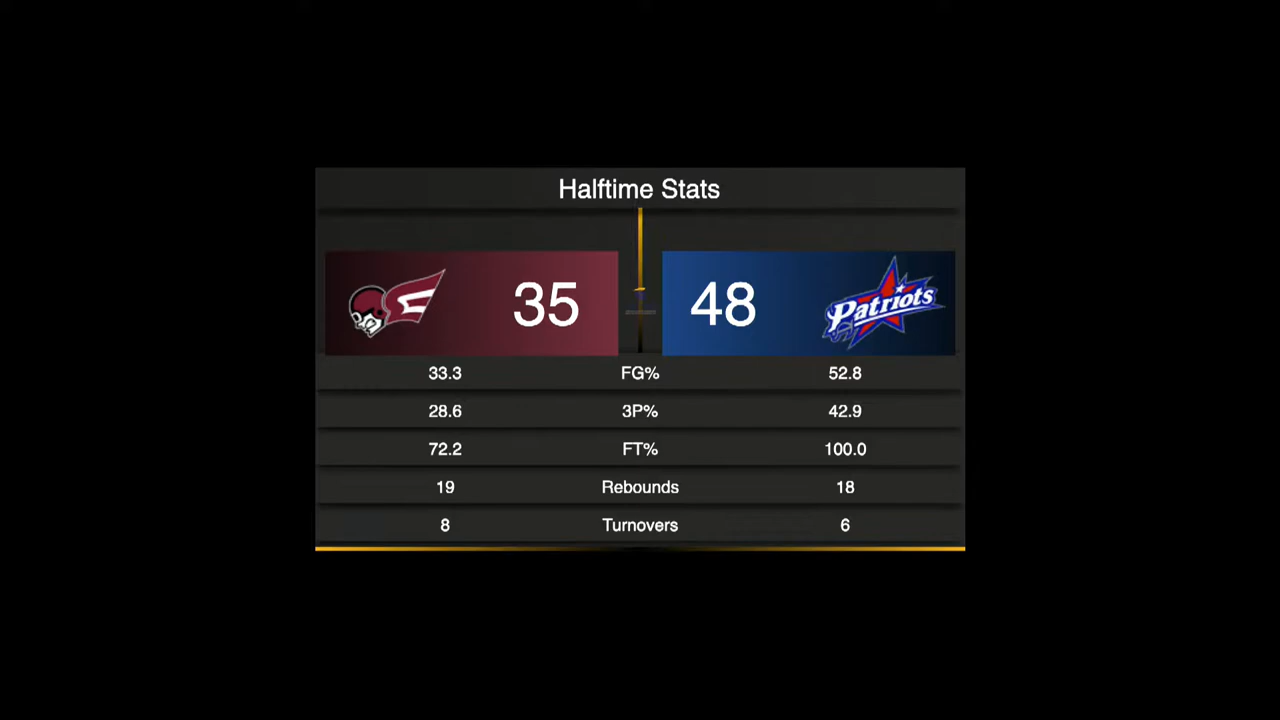 Halftime Stats
35 48 Patriots
33.3 FG% 52.8
28.6 3P% 42.9
72.2 FT% 100.0
19 Rebounds 18
8 Turnovers 6